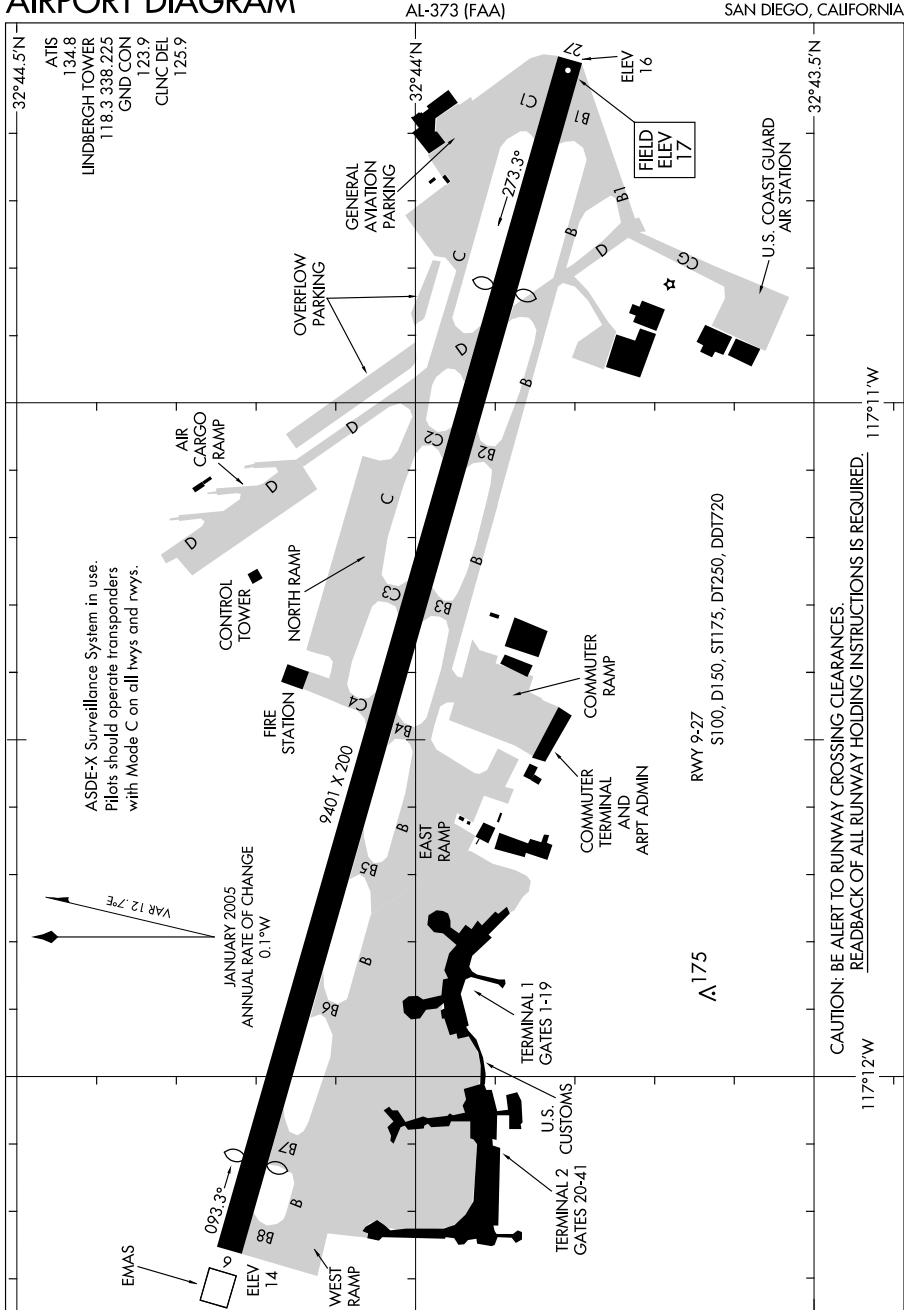 AIRPORT DIAGRAM
AL-373 (FAA)
SAN DIEGO, CALIFORNIA
32°44.5'N
32°44'N
32°43.5'N
ATIS
134.8
LINDBERGH TOWER
118.3 338.225
GND CON
123.9
CLNC DEL
125.9
GENERAL
AVIATION
PARKING
C1
B1
27
ELEV
16
FIELD
ELEV
17
273.3°
B1
C
B
D
CG
U.S. COAST GUARD
AIR STATION
OVERFLOW
PARKING
D
B
117°11'W
AIR
CARGO
RAMP
D
D
D
C2
B2
C
B
NORTH RAMP
CONTROL
TOWER
C3
B3
ASDE-X Surveillance System in use.
Pilots should operate transponders
with Mode C on all twys and rwys.
FIRE
STATION
C4
B4
COMMUTER
RAMP
RWY 9-27
S100, D150, ST175, DT250, DDT720
9401 X 200
B
EAST
RAMP
COMMUTER
TERMINAL
AND
ARPT ADMIN
B5
VAR 12.7°E
JANUARY 2005
ANNUAL RATE OF CHANGE
0.1°W
B
B6
175
TERMINAL 1
GATES 1-19
U.S.
CUSTOMS
117°12'W
B7
093.3°
B
B8
TERMINAL 2
GATES 20-41
9
ELEV
14
EMAS
WEST
RAMP
CAUTION: BE ALERT TO RUNWAY CROSSING CLEARANCES.
READBACK OF ALL RUNWAY HOLDING INSTRUCTIONS IS REQUIRED.